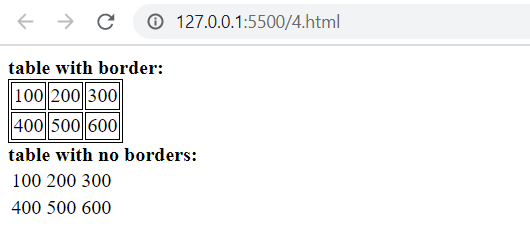 127.0.0.1:5500/4.html
table with border:
100 200 300
400 500 600
table with no borders:
100 200 300
400 500 600